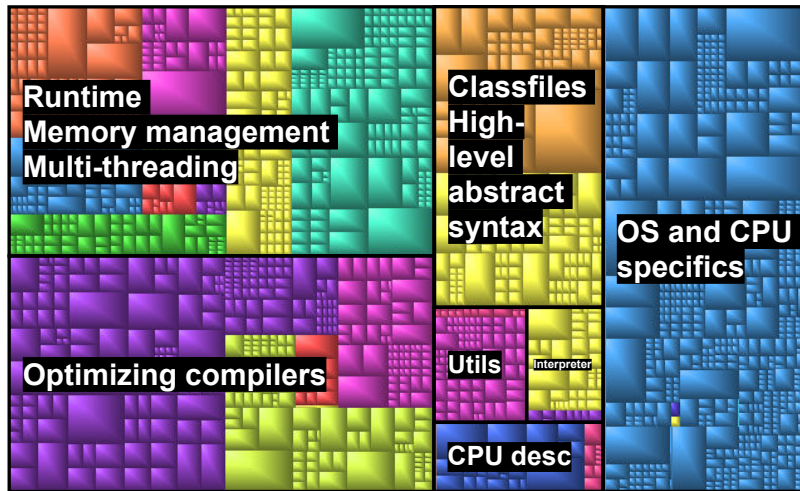 Runtime
Memory management
Multi-threading
Classfiles
High-
level
abstract
syntax
OS and CPU
specifics
Optimizing compilers
Utils
Interpreter
CPU desc